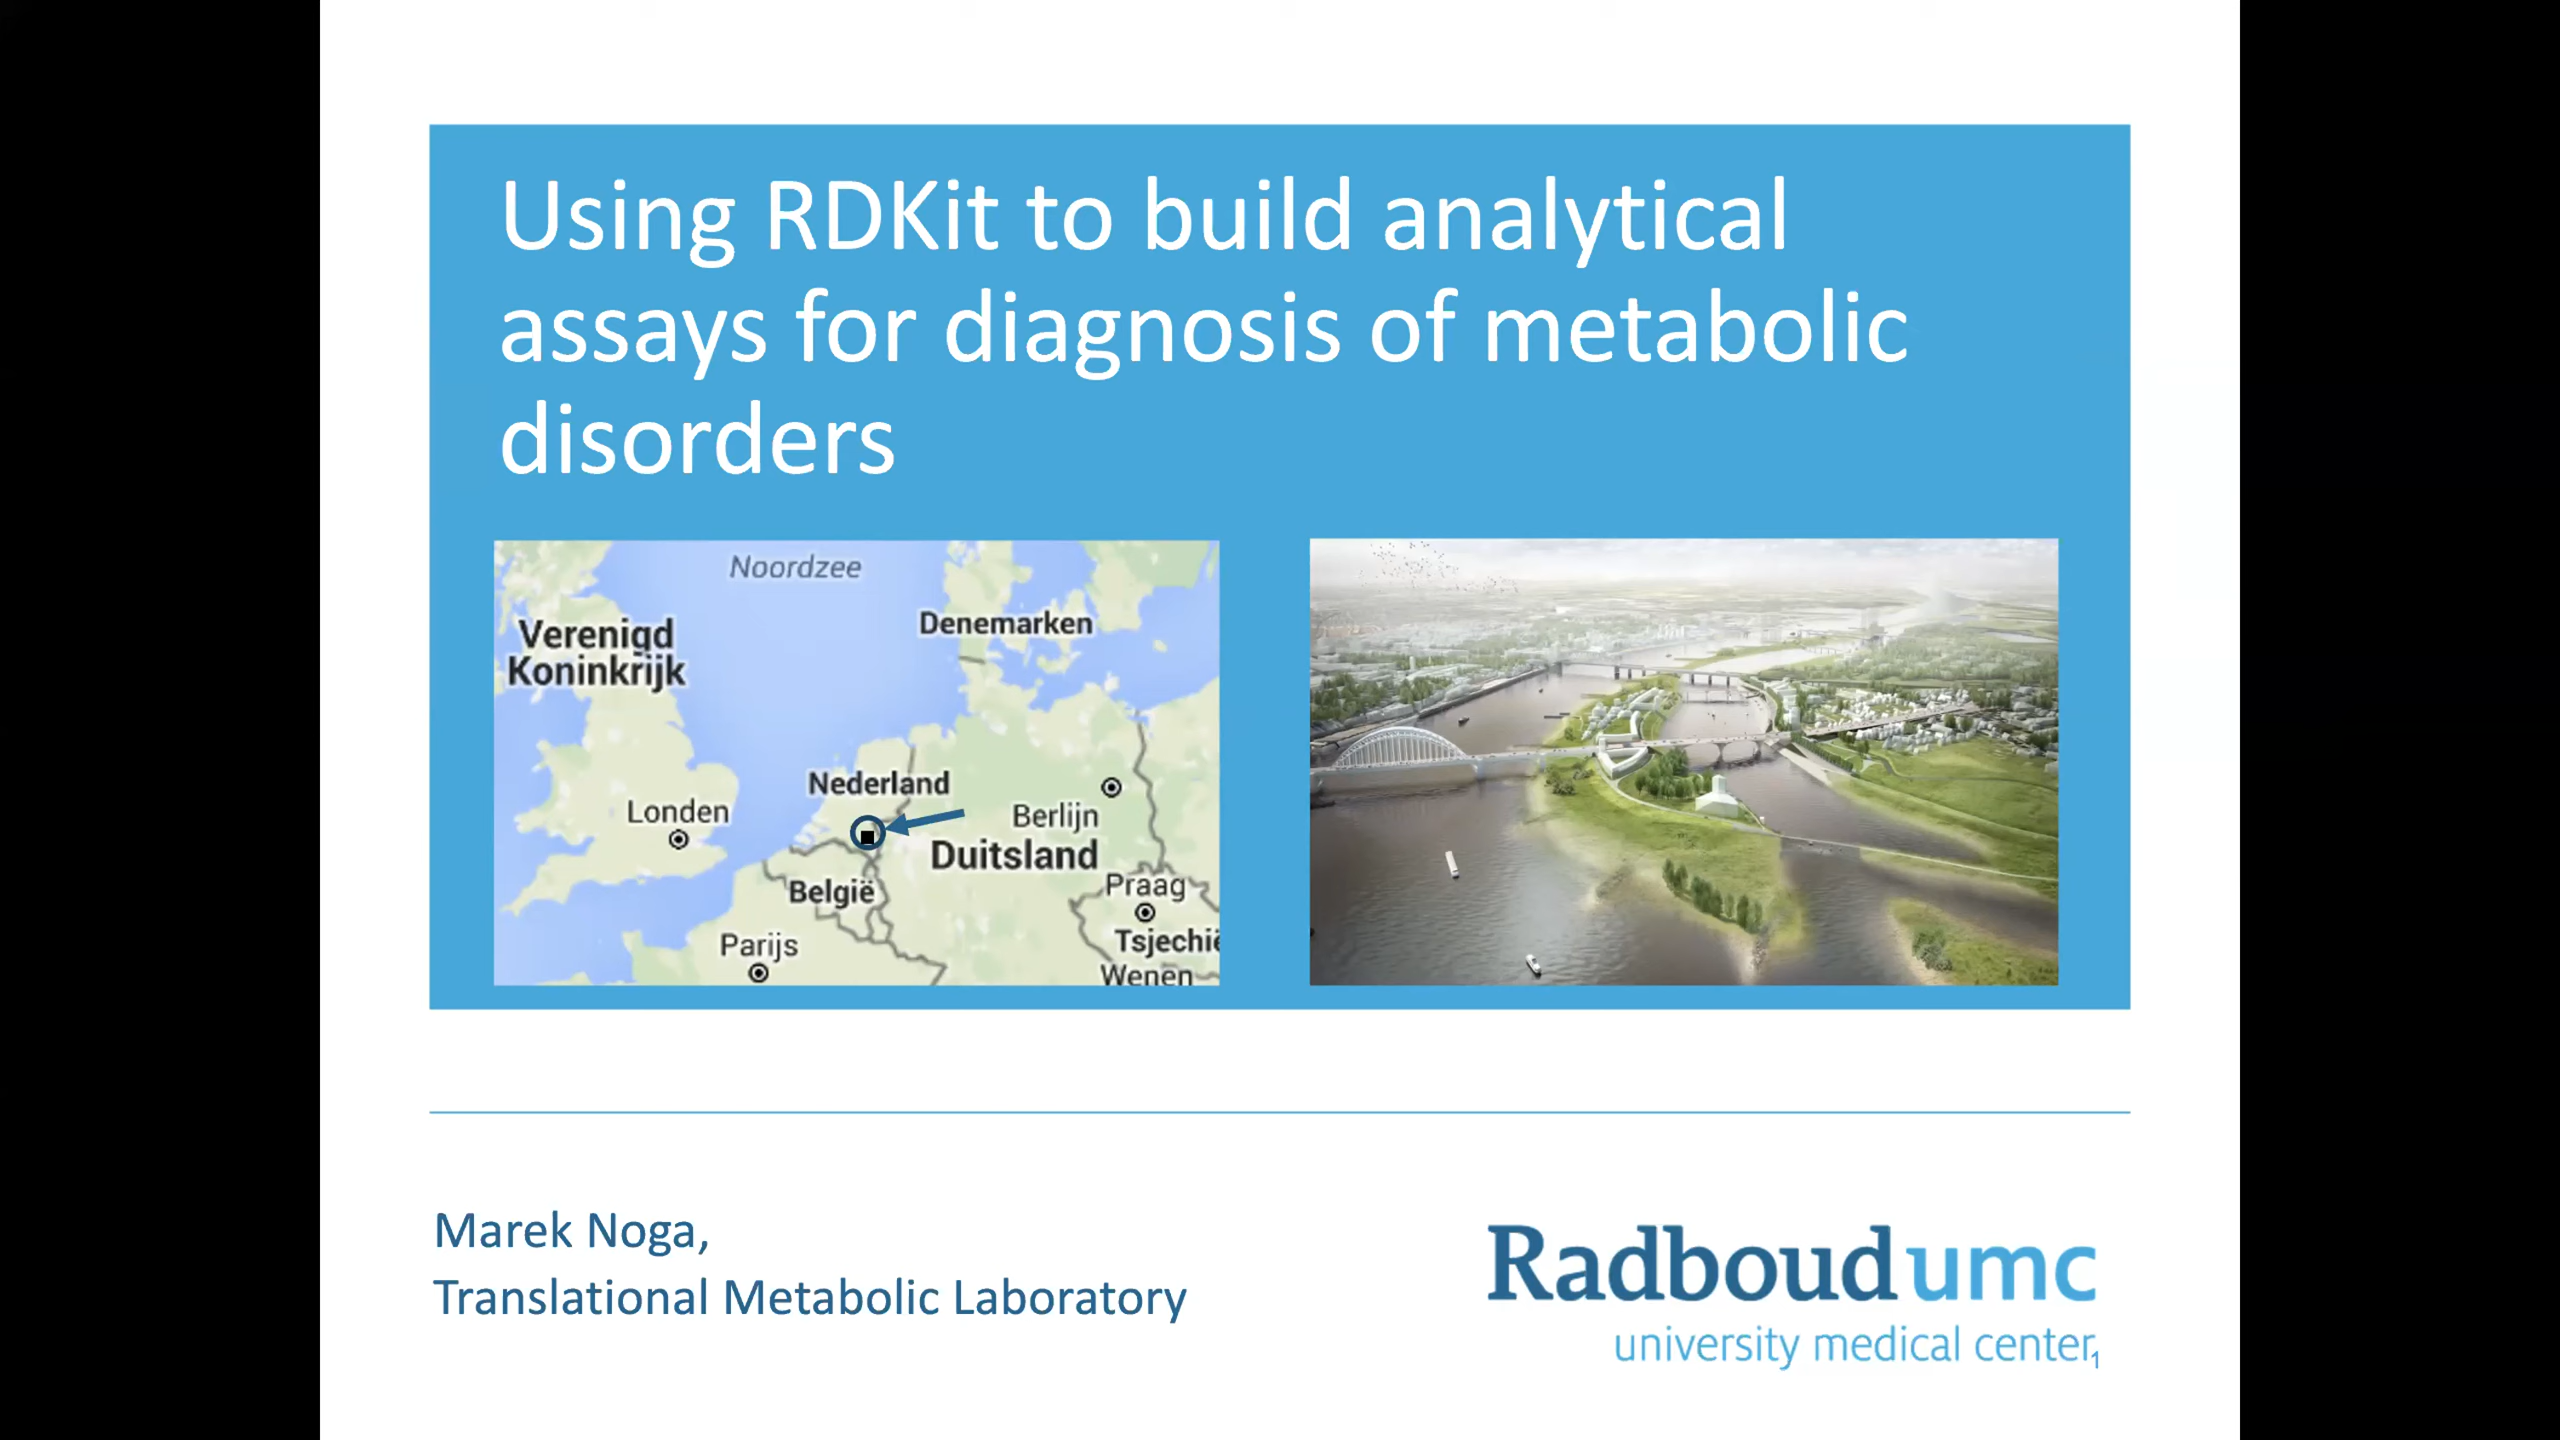 Using RDKit to build analytical
assays for diagnosis of metabolic
disorders
Noordzee
Denemarken
Verenigd
Koninkrijk
Nederland
Londen
Berlijn
Duitsland
België
Praag
Parijs
Tsjechië
Wenen
Marek Noga,
Translational Metabolic Laboratory
Radboudumc
university medical center
1